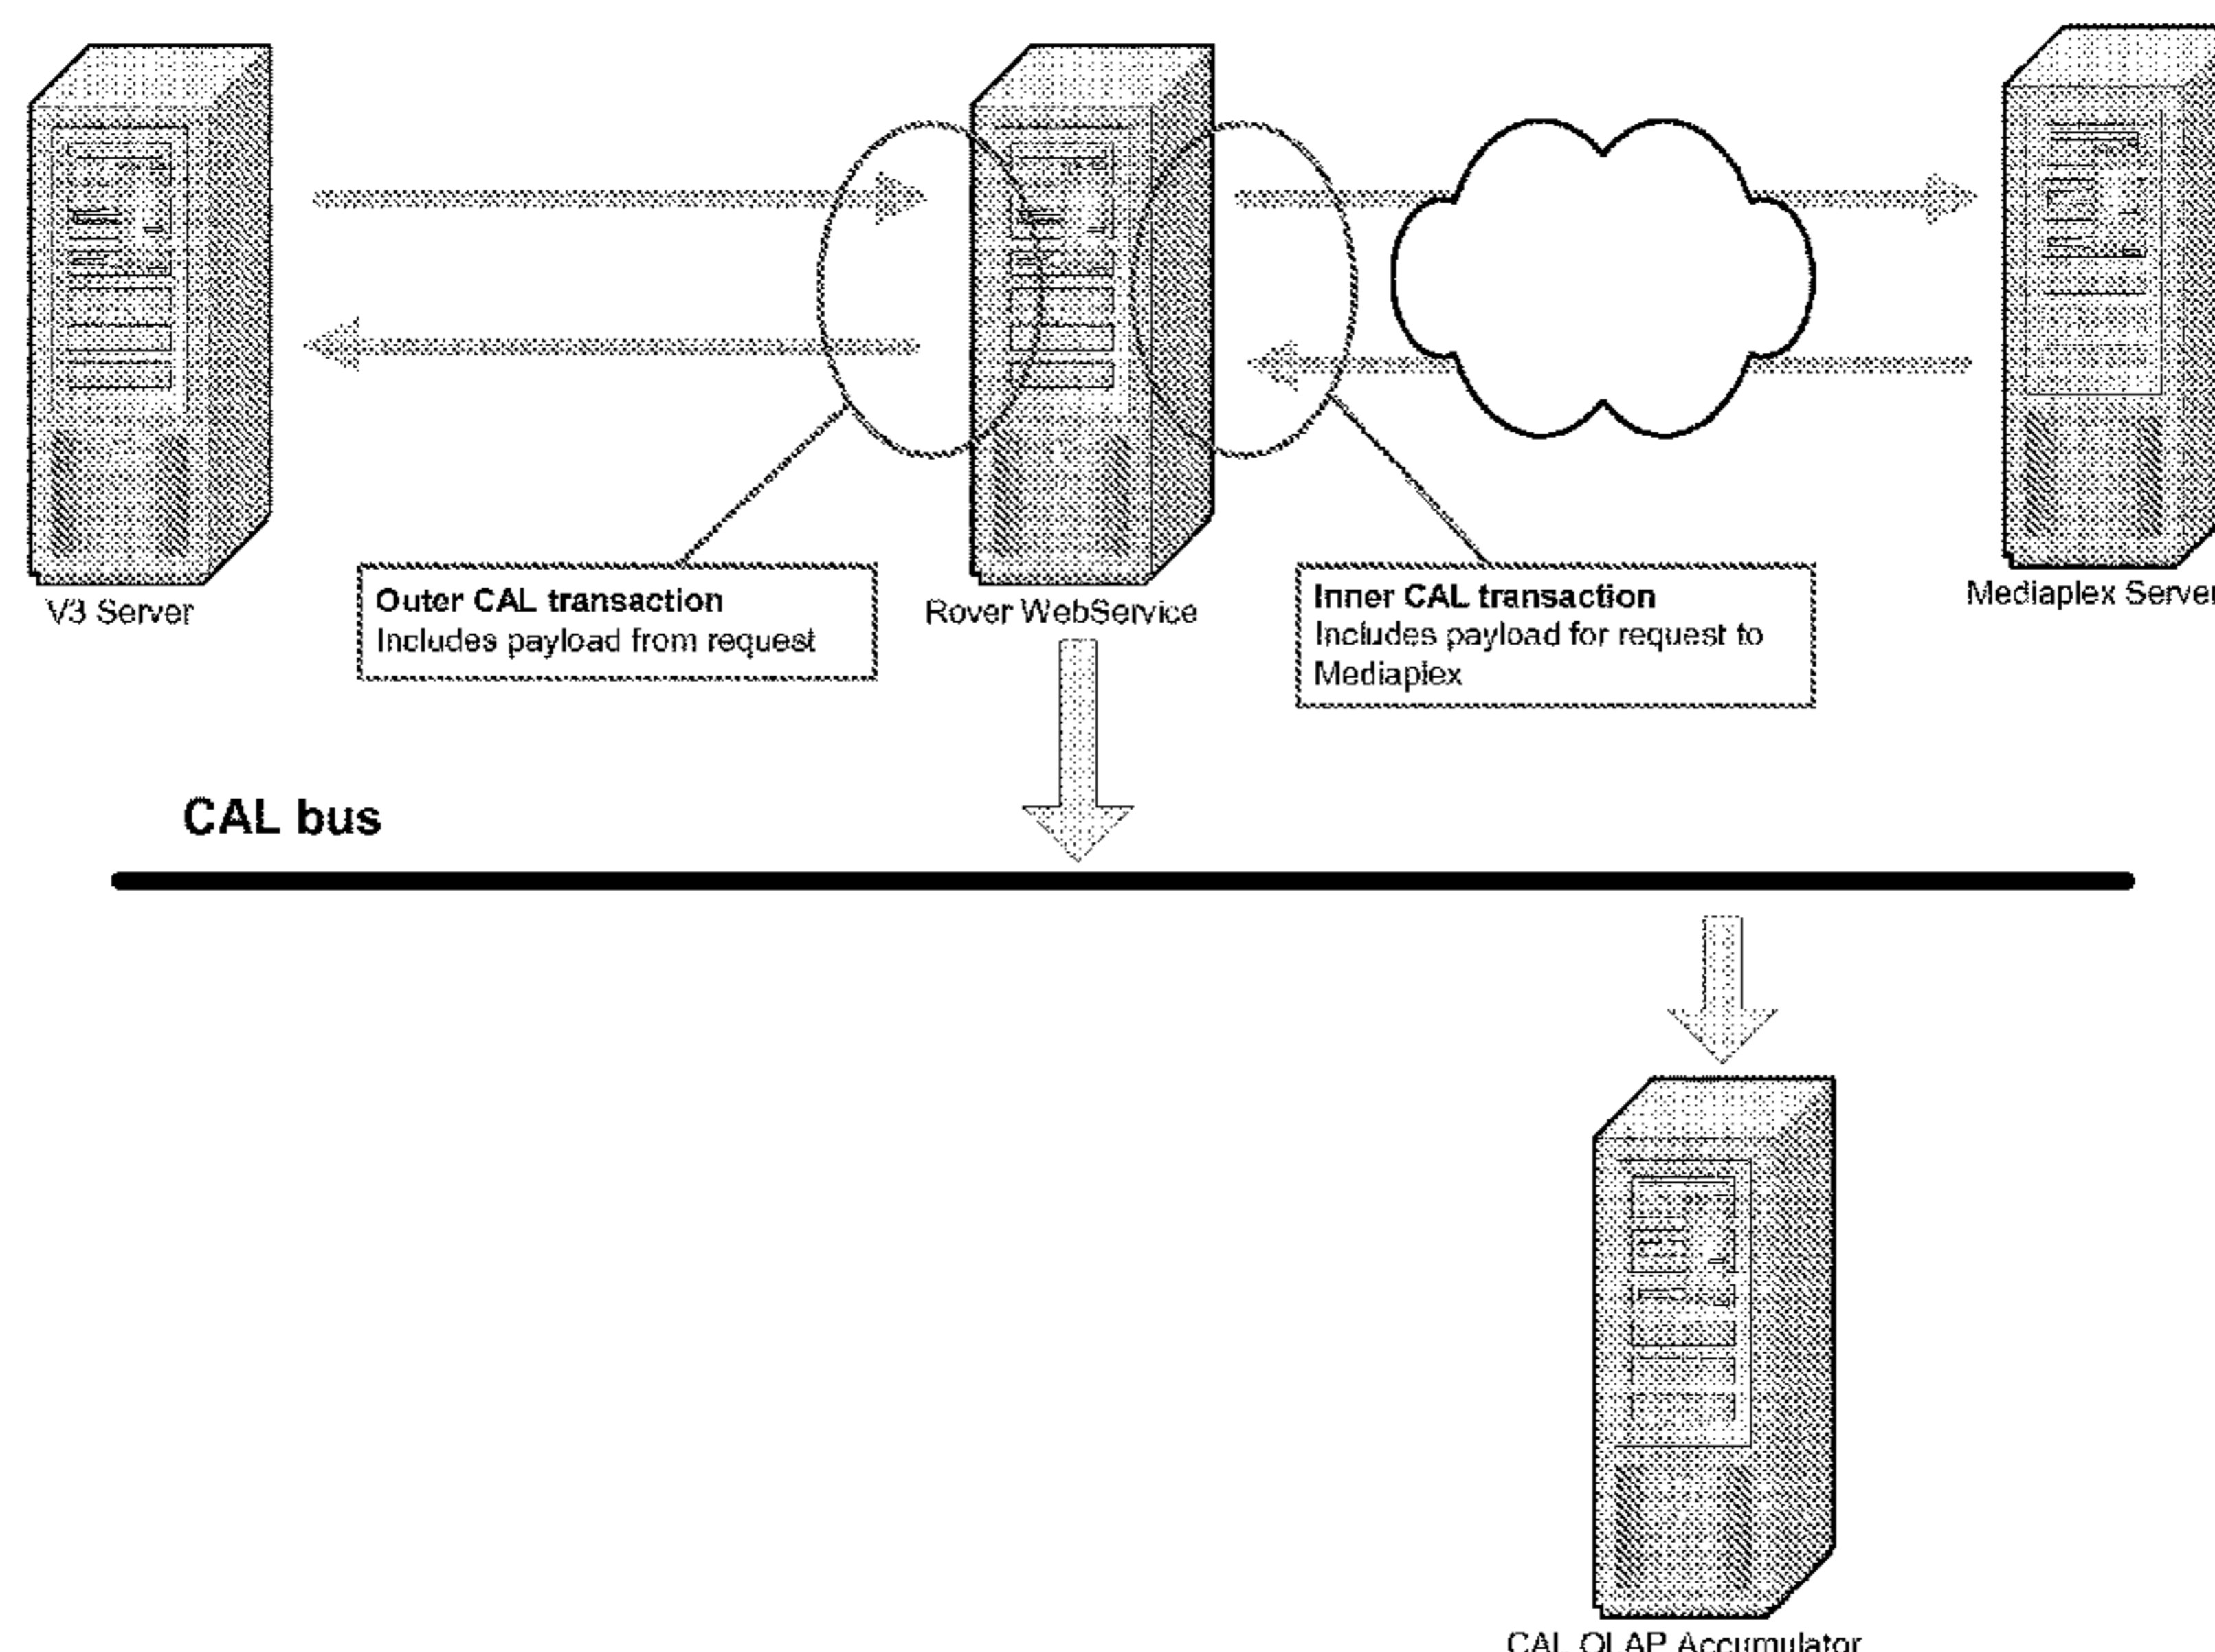 V3 Server
Rover WebService
Mediaplex Server
Outer CAL transaction
Includes payload from request
Inner CAL transaction
Includes payload for request to
Mediaplex
CAL bus
CAL OLAP Accumulator